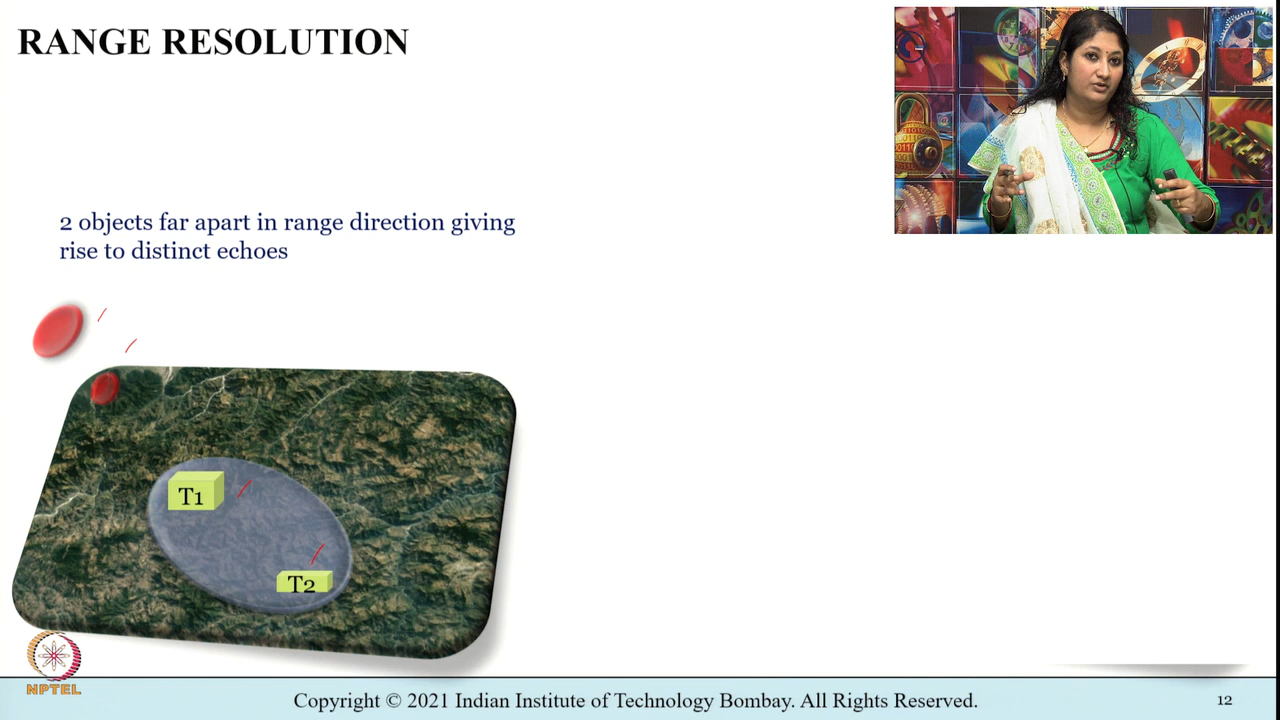 RANGE RESOLUTION
2 objects far apart in range direction giving
rise to distinct echoes
T1
T2
NPTEL
Copyright © 2021 Indian Institute of Technology Bombay. All Rights Reserved.
12